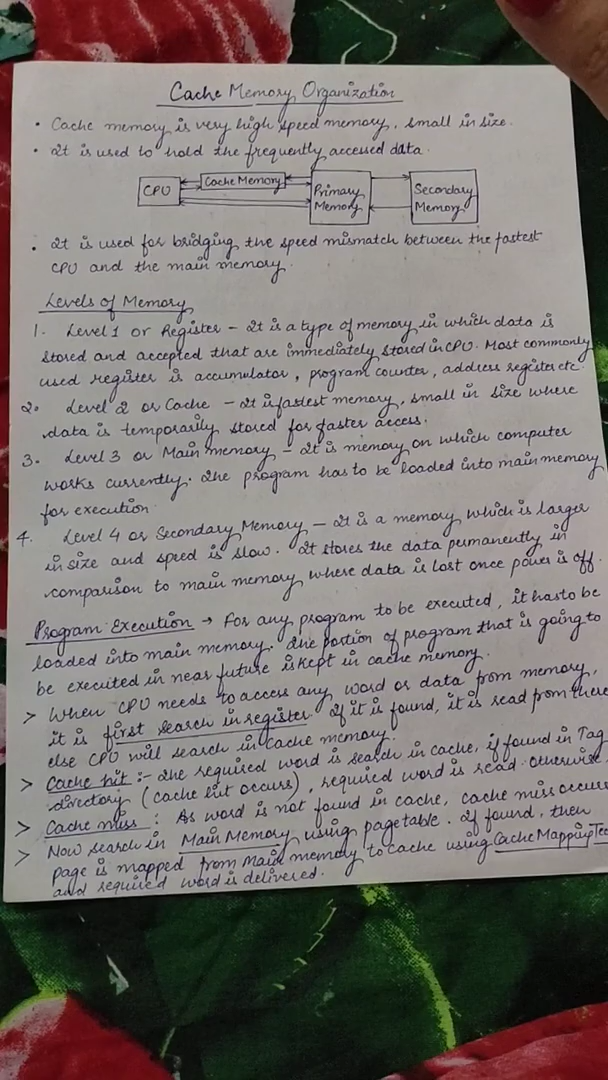 Cache Memory Organization
• Cache memory is very high speed memory, small in size.
• It is used to hold the frequently accessed data.
CPU
Cache Memory
Primary Memory
Secondary Memory
• It is used for bridging the speed mismatch between the fastest
CPU and the main memory.
Levels of Memory
1. Level 1 or Register – It is a type of memory in which data is
stored and accepted that are immediately stored in CPU. Most commonly
used register is accumulator, program counter, address register etc.
2. Level 2 or Cache – It is fastest memory, small in size where
data is temporarily stored for faster access.
3. Level 3 or Main memory – It is memory on which computer
works currently. The program has to be loaded into main memory
for execution.
4. Level 4 or Secondary Memory – It is a memory which is larger
in size and speed is slow. It stores the data permanently in
comparison to main memory where data is lost once power is off.
Program Execution → For any program to be executed, it has to be
loaded into main memory. The portion of program that is going to
be executed in near future is kept in cache memory.
> When CPU needs to access any word or data from memory,
it is first search in register. If it is found, it is read from there
else CPU will search in Cache memory.
> Cache hit :- The required word is search in cache, if found in Tag
directory (cache hit occurs), required word is read. Otherwise
> Cache miss : As word is not found in cache, cache miss occurs
> Now search in Main Memory using page table. If found, then
page is mapped from Main memory to cache using Cache Mapping
and required word is delivered.